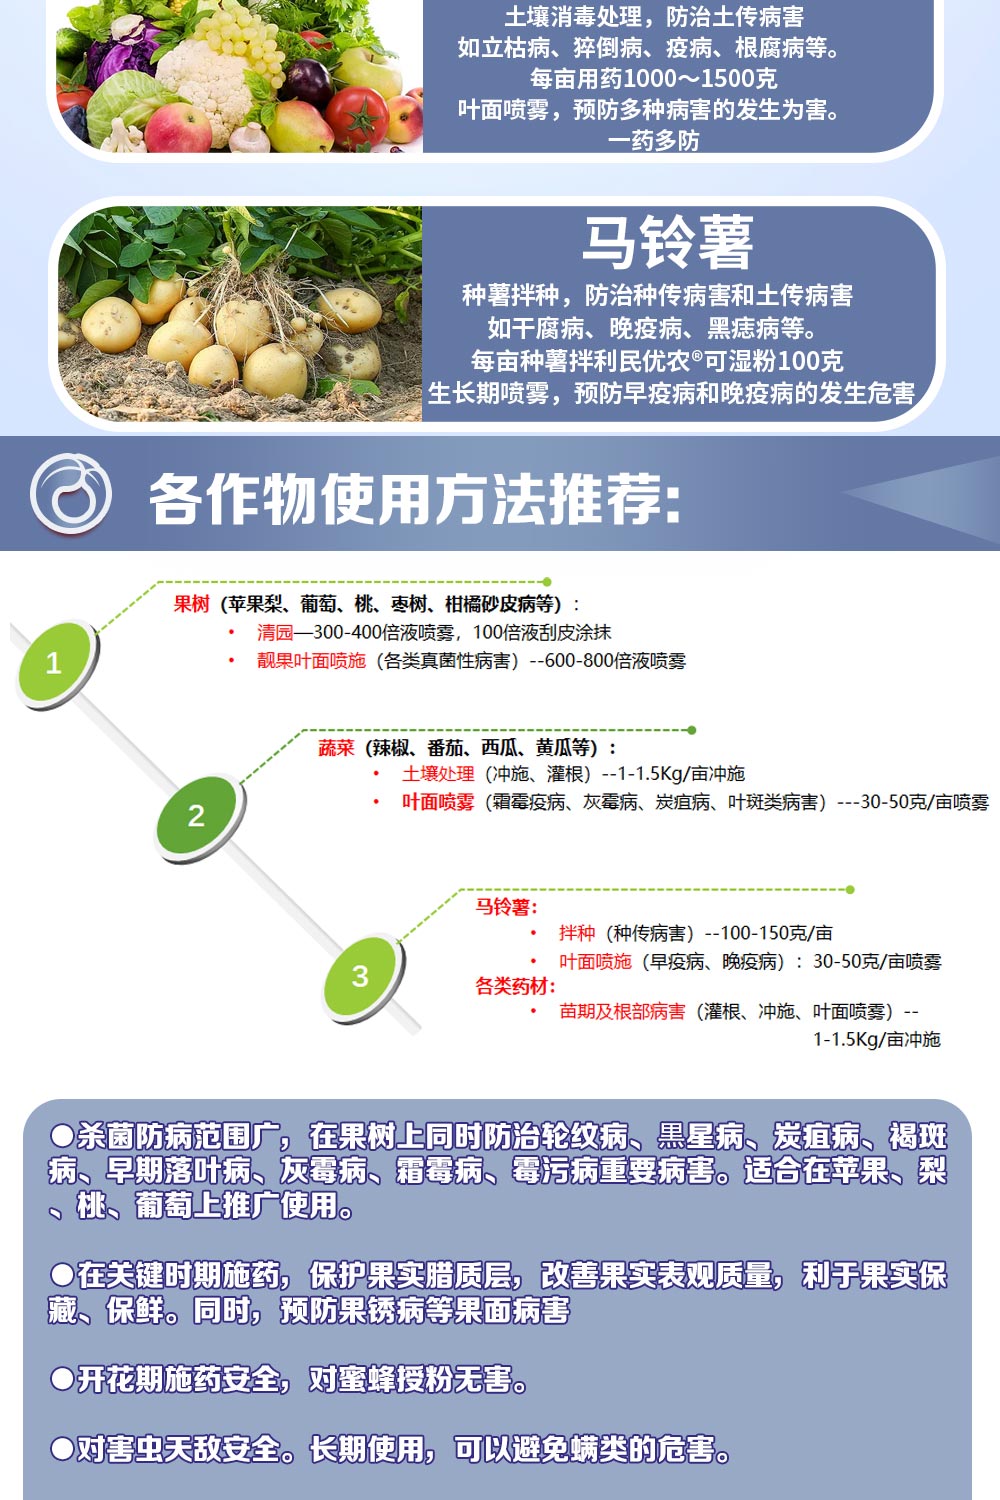 土壤消毒处理，防治土传病害
如立枯病、猝倒病、疫病、根腐病等。
每亩用药1000～1500克
叶面喷雾，预防多种病害的发生为害。
一药多防
马铃薯
种薯拌种，防治种传病害和土传病害
如干腐病、晚疫病、黑痣病等。
每亩种薯拌利民优农®可湿粉100克
生长期喷雾，预防早疫病和晚疫病的发生危害
各作物使用方法推荐:
1
果树（苹果梨、葡萄、桃、枣树、柑橘砂皮病等）:
• 清园—300-400倍液喷雾，100倍液刮皮涂抹
• 靓果叶面喷施（各类真菌性病害）--600-800倍液喷雾
2
蔬菜（辣椒、番茄、西瓜、黄瓜等）:
• 土壤处理（冲施、灌根）--1-1.5Kg/亩冲施
• 叶面喷雾（霜霉疫病、灰霉病、炭疽病、叶斑类病害）---30-50克/亩喷雾
3
马铃薯:
• 拌种（种传病害）--100-150克/亩
• 叶面喷施（早疫病、晚疫病）: 30-50克/亩喷雾
各类药材:
• 苗期及根部病害（灌根、冲施、叶面喷雾）--
1-1.5Kg/亩冲施
●杀菌防病范围广，在果树上同时防治轮纹病、黑星病、炭疽病、褐斑
病、早期落叶病、灰霉病、霜霉病、霉污病重要病害。适合在苹果、梨
、桃、葡萄上推广使用。
●在关键时期施药，保护果实腊质层，改善果实表观质量，利于果实保
藏、保鲜。同时，预防果锈病等果面病害
●开花期施药安全，对蜜蜂授粉无害。
●对害虫天敌安全。长期使用，可以避免螨类的危害。